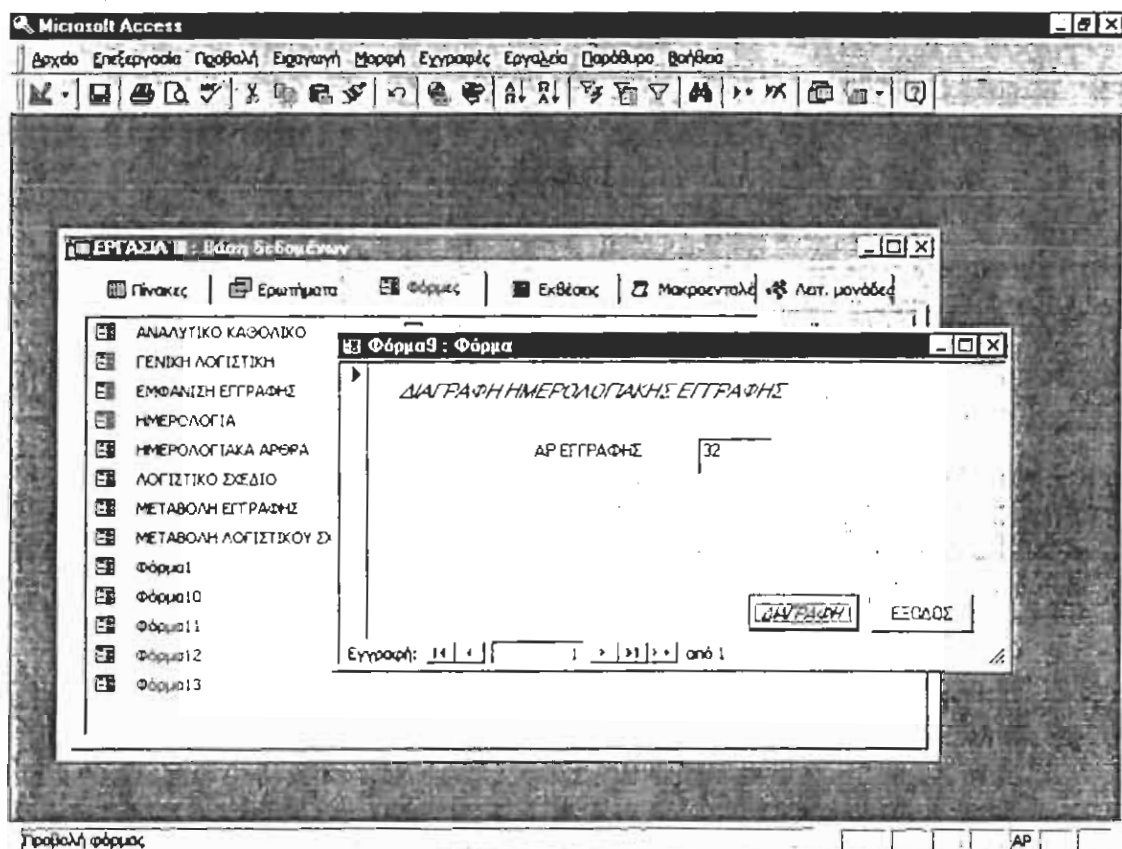 Microsoft Access
Αρχείο Επεξεργασία Προβολή Εισαγωγή Μορφή Εγγραφές Εργαλεία Παράθυρο Βοήθεια
ΕΡΓΑΣΙΑ : Βάση δεδομένων
Πίνακες Ερωτήματα Φόρμες Εκθέσεις Μακροεντολέ Λειτ. μονάδες
ΑΝΑΛΥΤΙΚΟ ΚΑΘΟΛΙΚΟ
ΓΕΝΙΚΗ ΛΟΓΙΣΤΙΚΗ
ΕΜΦΑΝΙΣΗ ΕΓΓΡΑΦΗΣ
ΗΜΕΡΟΛΟΓΙΑ
ΗΜΕΡΟΛΟΓΙΑΚΑ ΑΡΘΡΑ
ΛΟΓΙΣΤΙΚΟ ΣΧΕΔΙΟ
ΜΕΤΑΒΟΛΗ ΕΓΓΡΑΦΗΣ
ΜΕΤΑΒΟΛΗ ΛΟΓΙΣΤΙΚΟΥ ΣΧ
Φόρμα1
Φόρμα10
Φόρμα11
Φόρμα12
Φόρμα13
Φόρμα9 : Φόρμα
ΔΙΑΓΡΑΦΗ ΗΜΕΡΟΛΟΓΙΑΚΗΣ ΕΓΓΡΑΦΗΣ
ΑΡ ΕΓΓΡΑΦΗΣ 32
ΔΙΑΓΡΑΦΗ ΕΞΟΔΟΣ
Εγγραφή: 1 από 1
Προβολή φόρμας AP